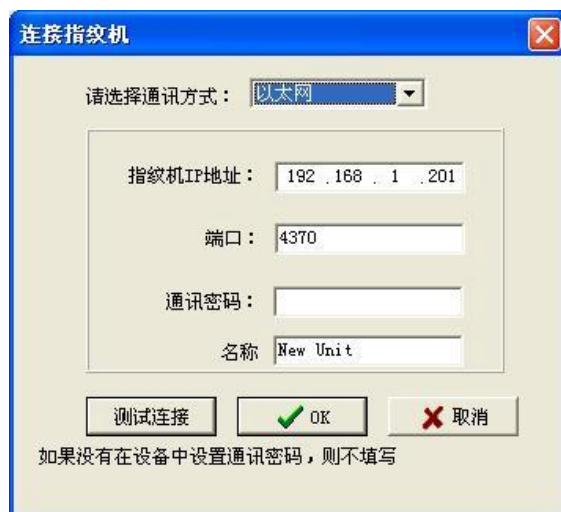 连接指纹机
请选择通讯方式： 以太网
指纹机IP地址： 192 .168 . 1 .201
端口： 4370
通讯密码：
名称 New Unit
测试连接 OK 取消
如果没有在设备中设置通讯密码，则不填写